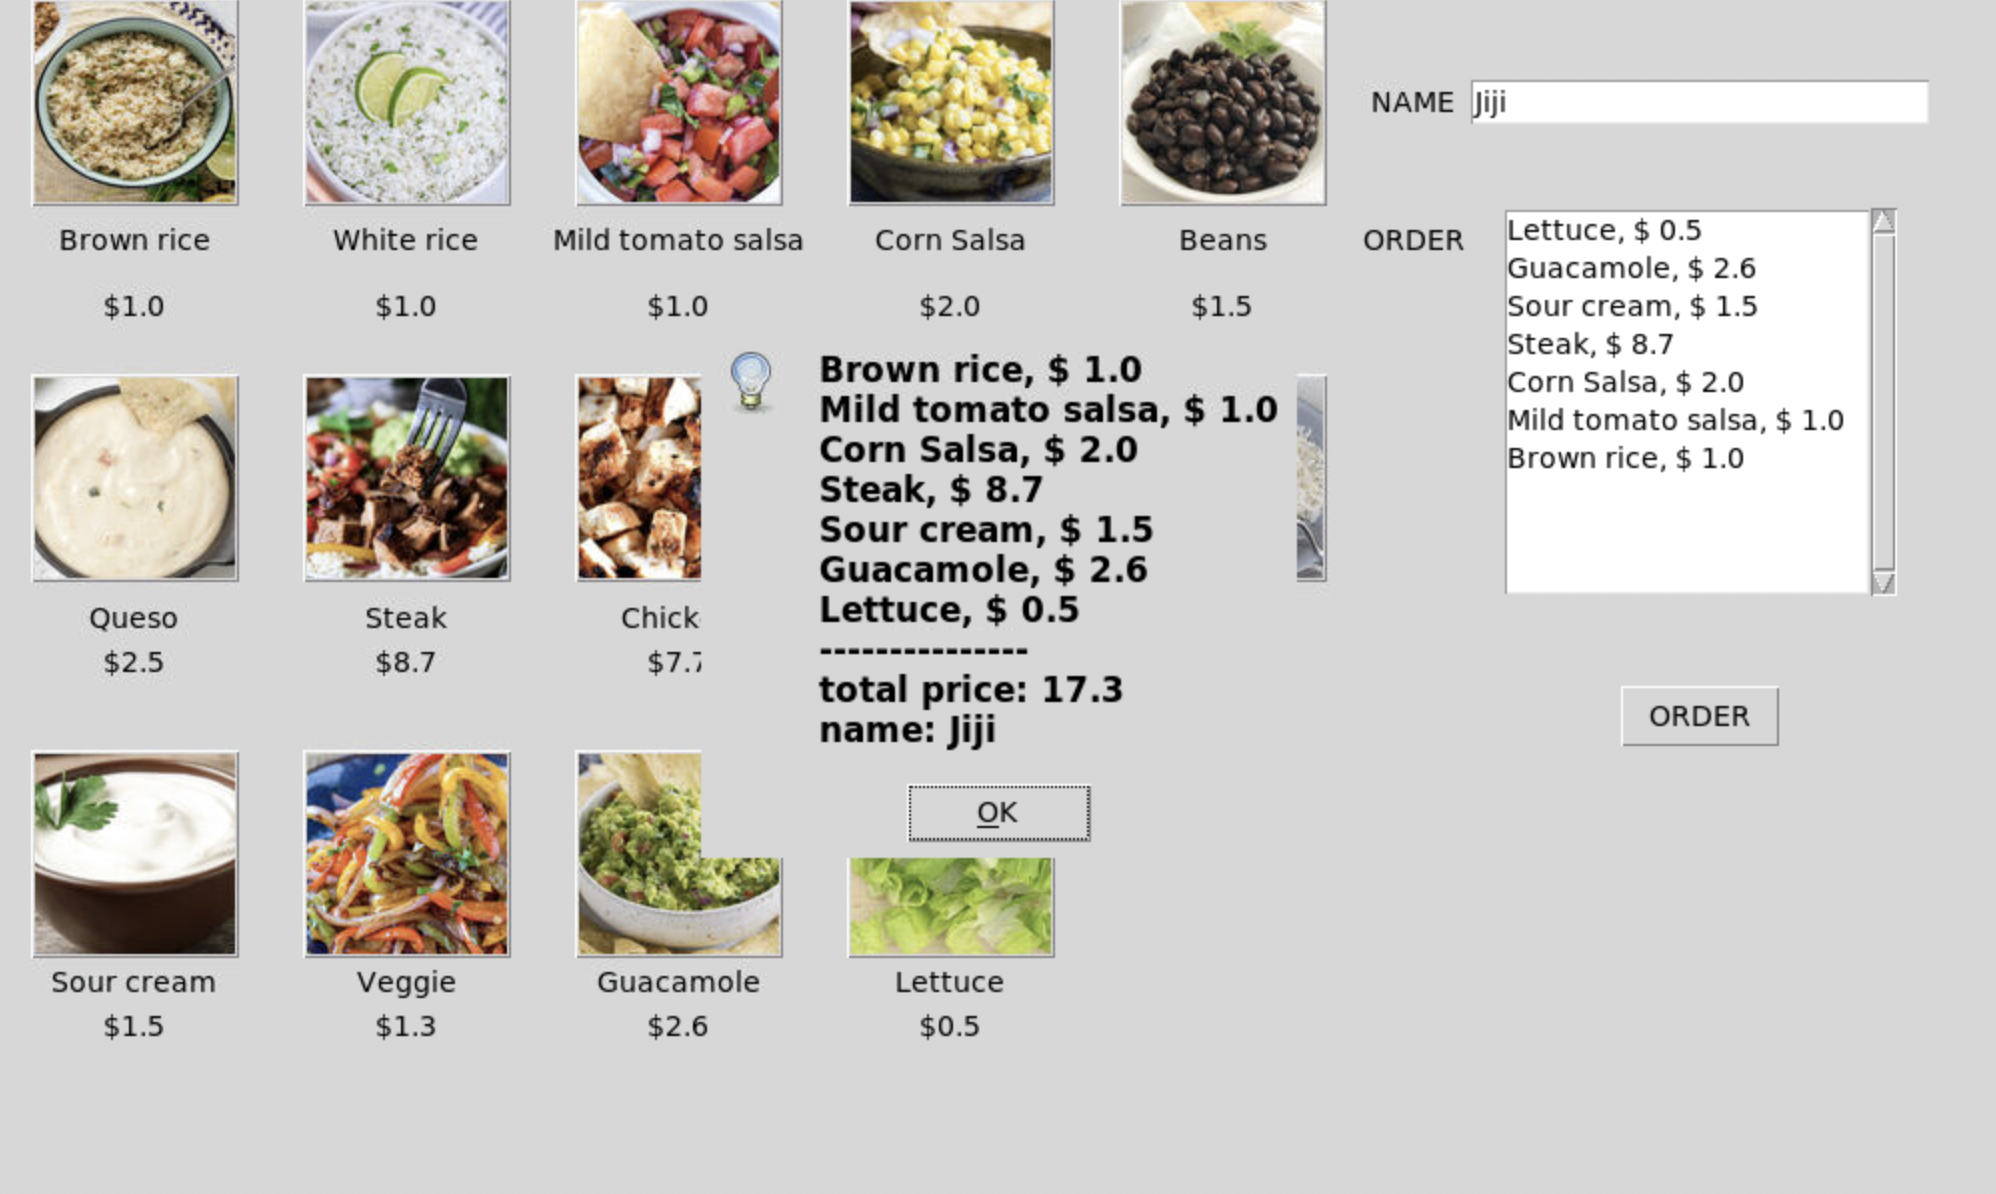 Brown rice
White rice
Mild tomato salsa
Corn Salsa
Beans
$1.0
$1.0
$1.0
$2.0
$1.5
NAME
Jiji
ORDER
Lettuce, $ 0.5
Guacamole, $ 2.6
Sour cream, $ 1.5
Steak, $ 8.7
Corn Salsa, $ 2.0
Mild tomato salsa, $ 1.0
Brown rice, $ 1.0
Queso
Steak
Chick
$2.5
$8.7
$7.7
Brown rice, $ 1.0
Mild tomato salsa, $ 1.0
Corn Salsa, $ 2.0
Steak, $ 8.7
Sour cream, $ 1.5
Guacamole, $ 2.6
Lettuce, $ 0.5
---------------
total price: 17.3
name: Jiji
OK
ORDER
Sour cream
Veggie
Guacamole
Lettuce
$1.5
$1.3
$2.6
$0.5